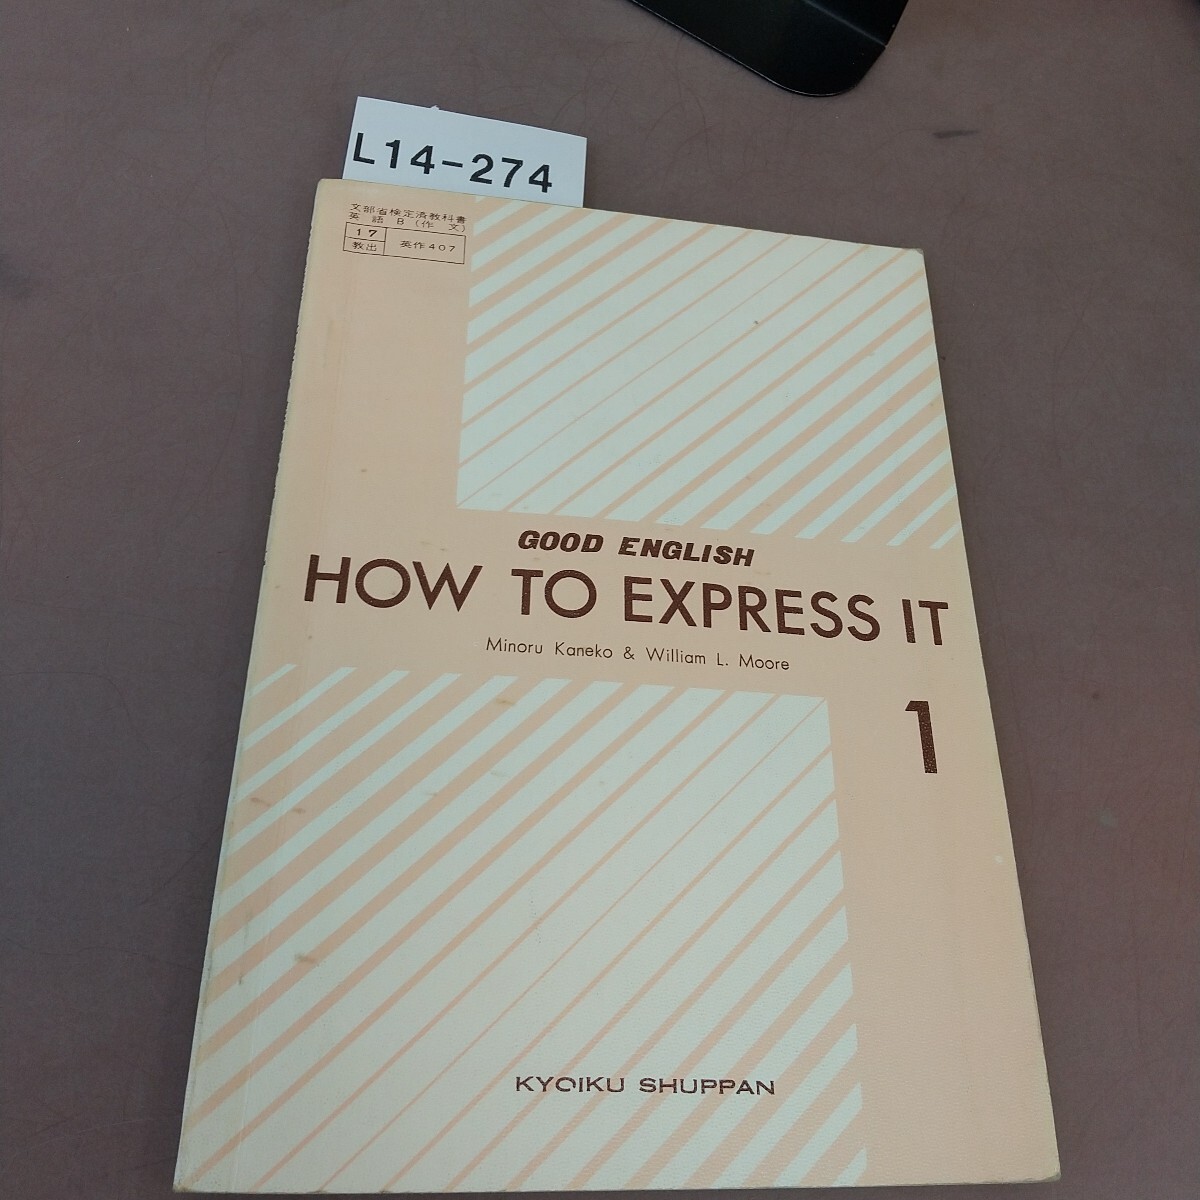 L14-274
文部省検定済教科書
英語B(作文)
17
教出
英作407
GOOD ENGLISH
HOW TO EXPRESS IT
Minoru Kaneko & William L. Moore
1
KYOIKU SHUPPAN